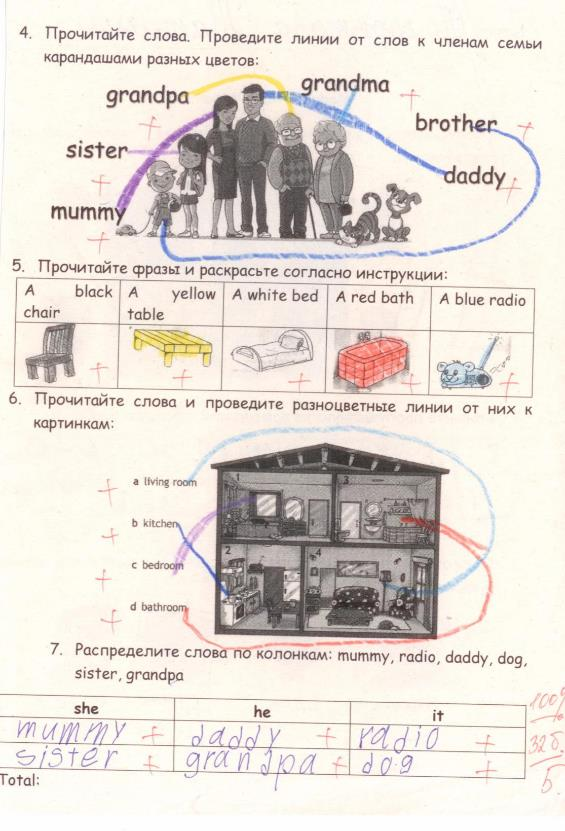 4. Прочитайте слова. Проведите линии от слов к членам семьи
карандашами разных цветов:
grandpa
grandma
brother
sister
daddy
mummy
5. Прочитайте фразы и раскрасьте согласно инструкции:
A black chair
A yellow table
A white bed
A red bath
A blue radio
6. Прочитайте слова и проведите разноцветные линии от них к
картинкам:
a living room
b kitchen
c bedroom
d bathroom
1
3
2
4
7. Распределите слова по колонкам: mummy, radio, daddy, dog,
sister, grandpa
she he it
mummy + daddy + radio +
sister + grandpa + dog +
100%
32б.
5.
Total: